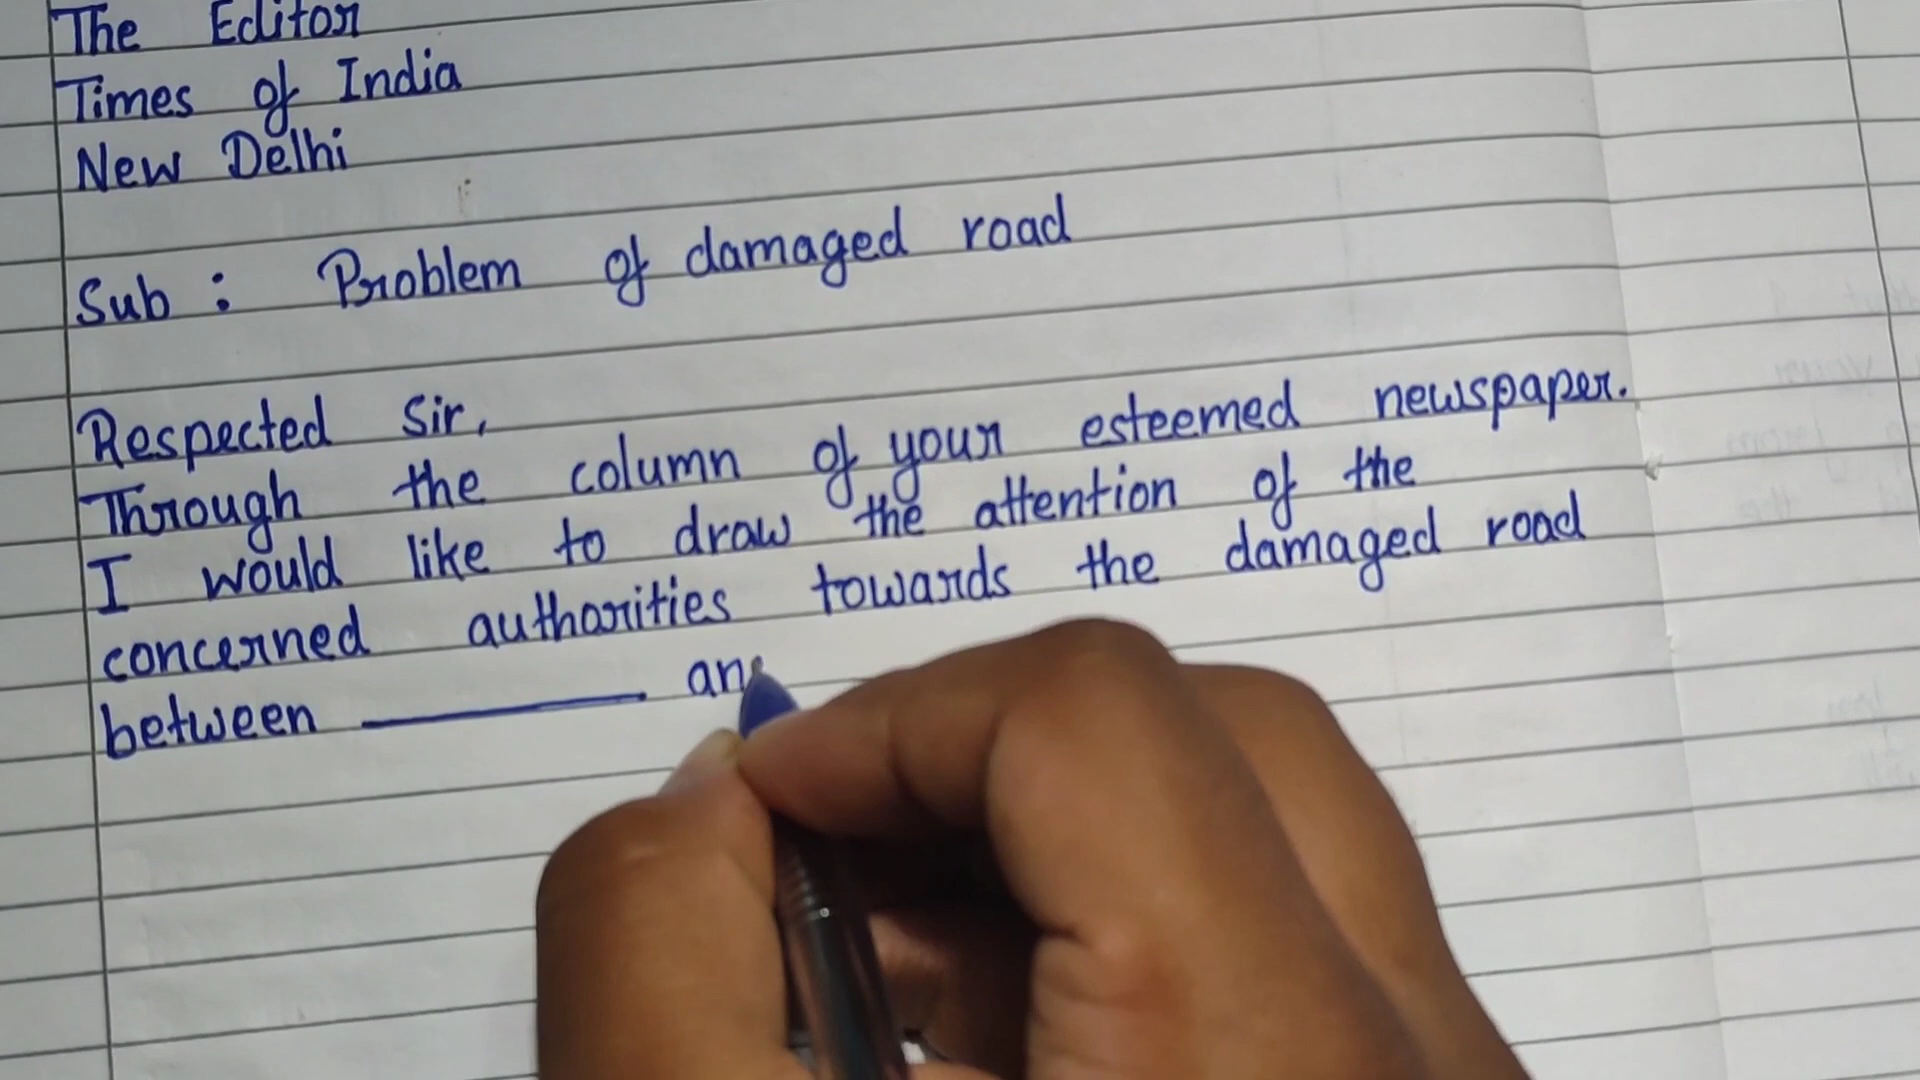 The Editor
Times of India
New Delhi
Sub : Problem of damaged road
Respected Sir,
Through the column of your esteemed newspaper.
I would like to draw the attention of the
concerned authorities towards the damaged road
between ________ an